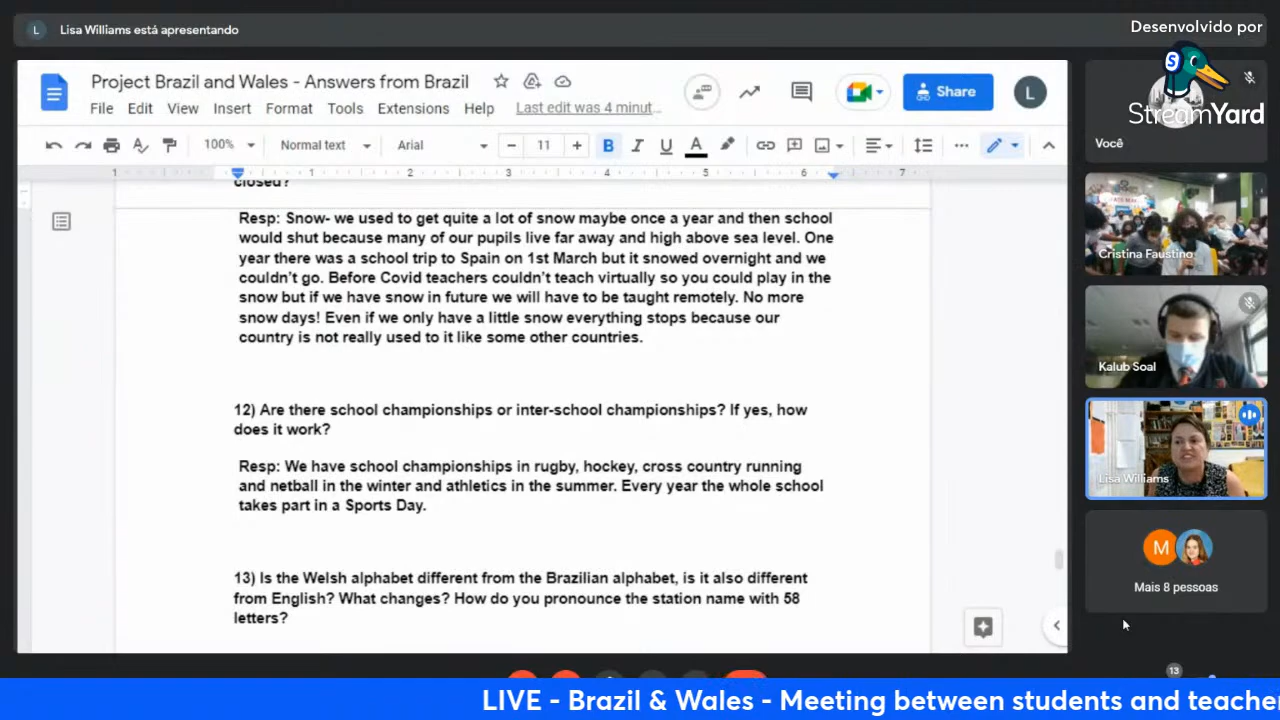 L Lisa Williams está apresentando
Desenvolvido por
S
StreamYard
Project Brazil and Wales - Answers from Brazil
File Edit View Insert Format Tools Extensions Help Last edit was 4 minut...
Share
L
100% Normal text Arial 11 B I U A
1 1 2 3 4 5 6 7
closed?
Resp: Snow- we used to get quite a lot of snow maybe once a year and then school
would shut because many of our pupils live far away and high above sea level. One
year there was a school trip to Spain on 1st March but it snowed overnight and we
couldn't go. Before Covid teachers couldn't teach virtually so you could play in the
snow but if we have snow in future we will have to be taught remotely. No more
snow days! Even if we only have a little snow everything stops because our
country is not really used to it like some other countries.
12) Are there school championships or inter-school championships? If yes, how
does it work?
Resp: We have school championships in rugby, hockey, cross country running
and netball in the winter and athletics in the summer. Every year the whole school
takes part in a Sports Day.
13) Is the Welsh alphabet different from the Brazilian alphabet, is it also different
from English? What changes? How do you pronounce the station name with 58
letters?
Você
Cristina Faustino
Kalub Soal
Lisa Williams
M
Mais 8 pessoas
13
LIVE - Brazil & Wales - Meeting between students and teache